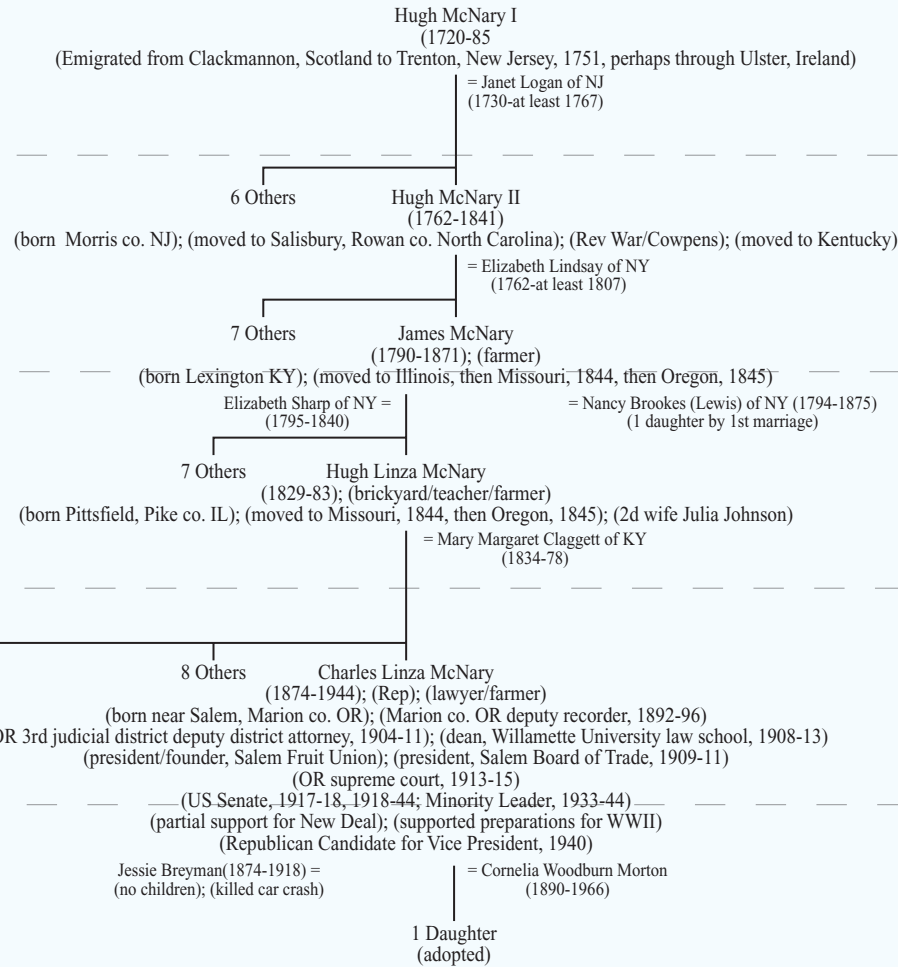 Hugh McNary I
(1720-85
(Emigrated from Clackmannon, Scotland to Trenton, New Jersey, 1751, perhaps through Ulster, Ireland)
= Janet Logan of NJ
(1730-at least 1767)
6 Others
Hugh McNary II
(1762-1841)
(born Morris co. NJ); (moved to Salisbury, Rowan co. North Carolina); (Rev War/Cowpens); (moved to Kentucky)
= Elizabeth Lindsay of NY
(1762-at least 1807)
7 Others
James McNary
(1790-1871); (farmer)
(born Lexington KY); (moved to Illinois, then Missouri, 1844, then Oregon, 1845)
Elizabeth Sharp of NY =
(1795-1840)
= Nancy Brookes (Lewis) of NY (1794-1875)
(1 daughter by 1st marriage)
7 Others
Hugh Linza McNary
(1829-83); (brickyard/teacher/farmer)
(born Pittsfield, Pike co. IL); (moved to Missouri, 1844, then Oregon, 1845); (2d wife Julia Johnson)
= Mary Margaret Claggett of KY
(1834-78)
8 Others
Charles Linza McNary
(1874-1944); (Rep); (lawyer/farmer)
(born near Salem, Marion co. OR); (Marion co. OR deputy recorder, 1892-96)
OR 3rd judicial district deputy district attorney, 1904-11); (dean, Willamette University law school, 1908-13)
(president/founder, Salem Fruit Union); (president, Salem Board of Trade, 1909-11)
(OR supreme court, 1913-15)
(US Senate, 1917-18, 1918-44; Minority Leader, 1933-44)
(partial support for New Deal); (supported preparations for WWII)
(Republican Candidate for Vice President, 1940)
Jessie Breyman(1874-1918) =
(no children); (killed car crash)
= Cornelia Woodburn Morton
(1890-1966)
1 Daughter
(adopted)